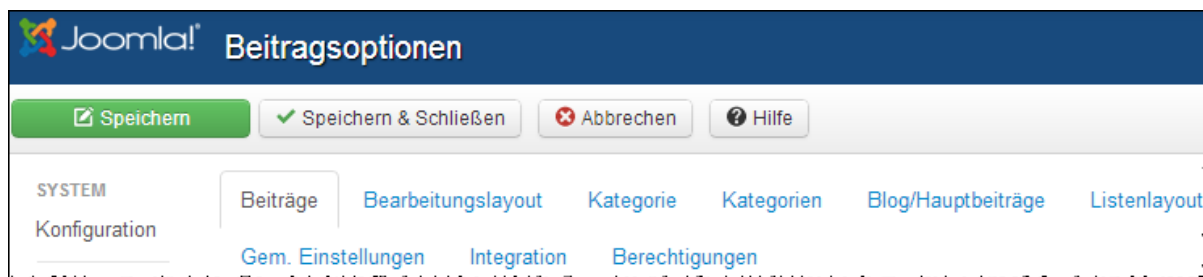 Joomla! Beitragsoptionen
Speichern Speichern & Schließen Abbrechen Hilfe
SYSTEM
Konfiguration
Beiträge Bearbeitungslayout Kategorie Kategorien Blog/Hauptbeiträge Listenlayout
Gem. Einstellungen Integration Berechtigungen